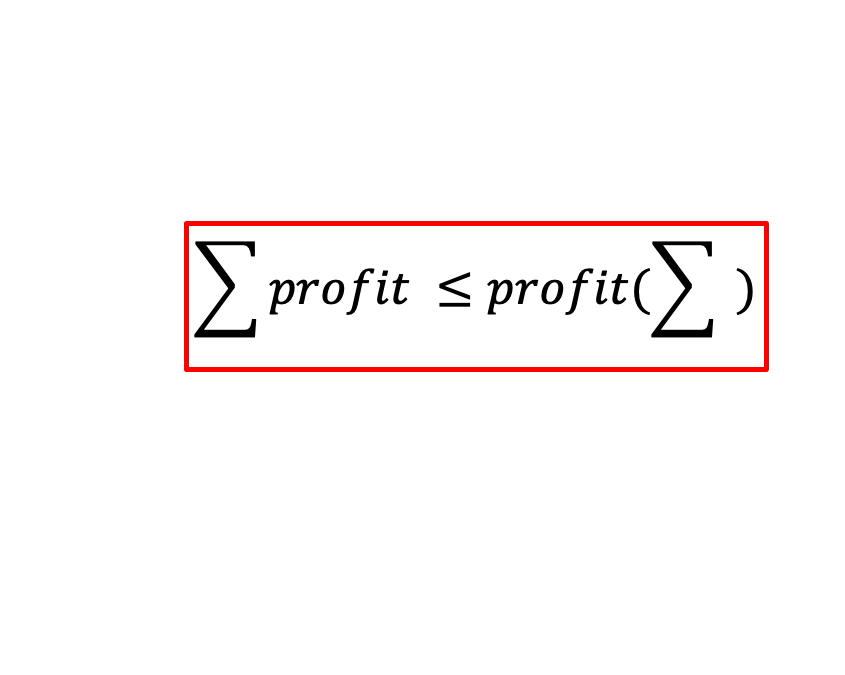 ∑ profit ≤ profit(∑ )